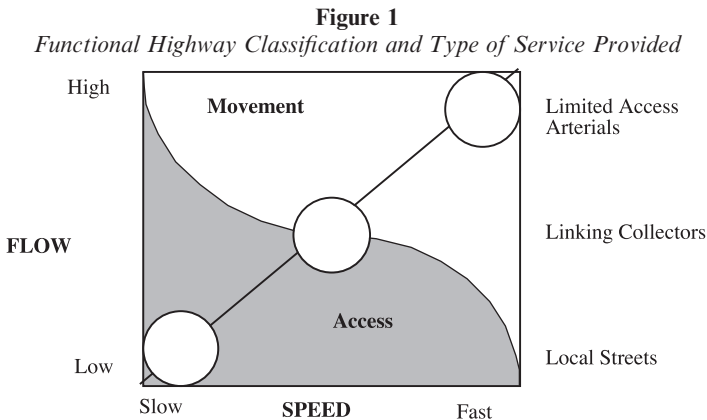 Figure 1
Functional Highway Classification and Type of Service Provided
High
Movement
Limited Access
Arterials
FLOW
Linking Collectors
Access
Low
Local Streets
Slow
SPEED
Fast